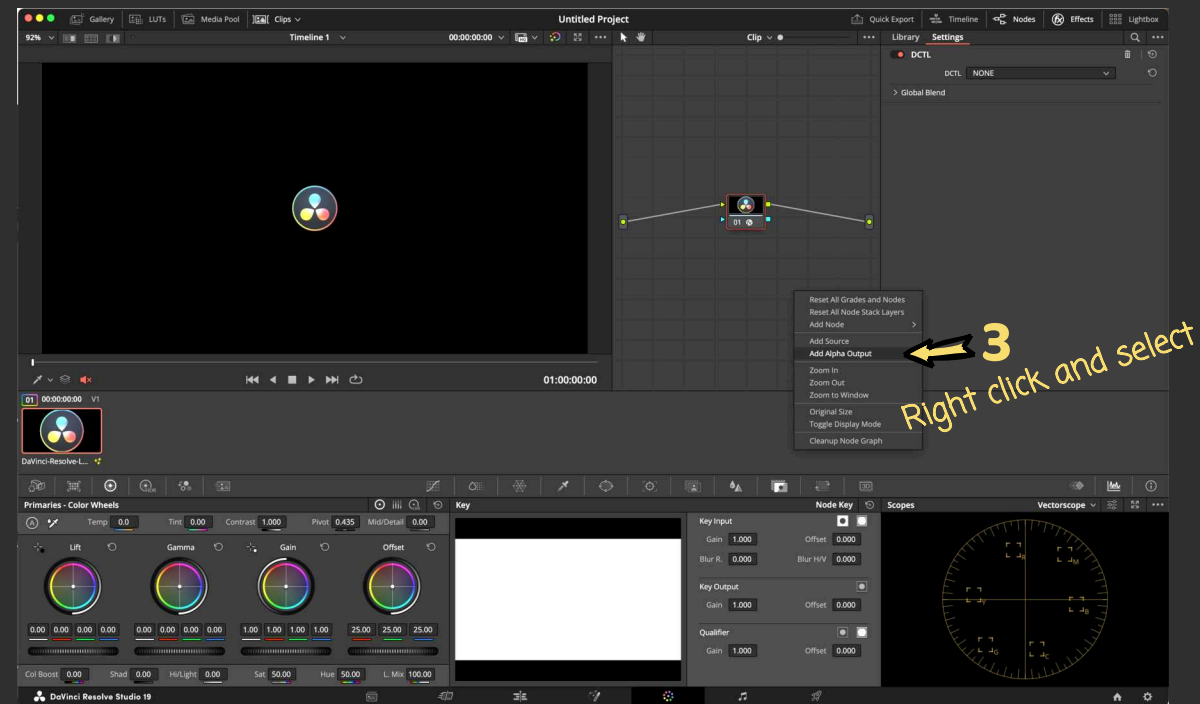 Gallery LUTs Media Pool Clips Untitled Project Quick Export Timeline Nodes Effects Lightbox
92% Timeline 1 00:00:00:00 Clip Library Settings
DCTL
DCTL NONE
Global Blend
01
Reset All Grades and Nodes
Reset All Node Stack Layers
Add Node
Add Source
Add Alpha Output
Zoom In
Zoom Out
Zoom to Window
Original Size
Toggle Display Mode
Cleanup Node Graph
3
Right click and select
01:00:00:00
01 00:00:00:00 V1
DaVinci-Resolve-L...
3D
Primaries - Color Wheels Key Node Key Scopes Vectorscope
A Temp 0.0 Tint 0.00 Contrast 1.000 Pivot 0.435 Mid/Detail 0.00
Lift Gamma Gain Offset
0.00 0.00 0.00 0.00 0.00 0.00 0.00 0.00 1.00 1.00 1.00 1.00 25.00 25.00 25.00
Col Boost 0.00 Shad 0.00 Hi/Light 0.00 Sat 50.00 Hue 50.00 L. Mix 100.00
Key Input
Gain 1.000 Offset 0.000
Blur R. 0.000 Blur H/V 0.000
Key Output
Gain 1.000 Offset 0.000
Qualifier
Gain 1.000 Offset 0.000
R M
Y B
G C
DaVinci Resolve Studio 19